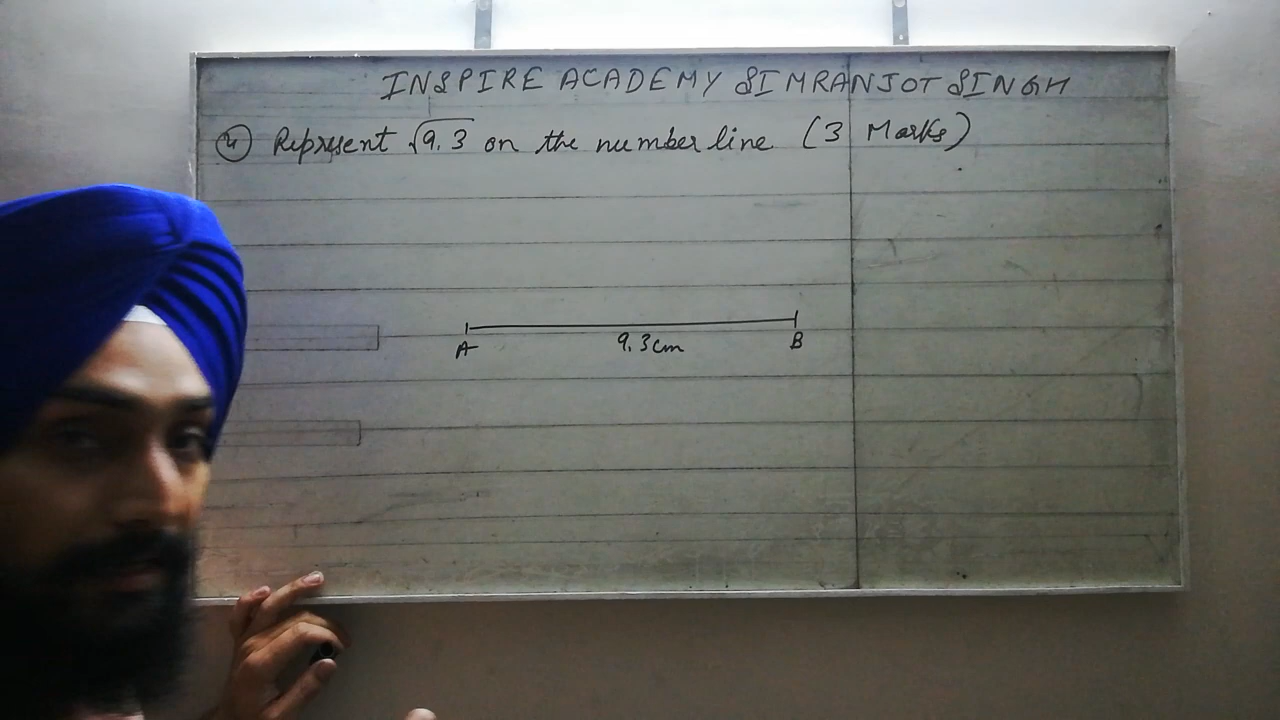 INSPIRE ACADEMY SIMRANJOT SINGH
4 Represent √9.3 on the number line (3 Marks)
A 9.3cm B